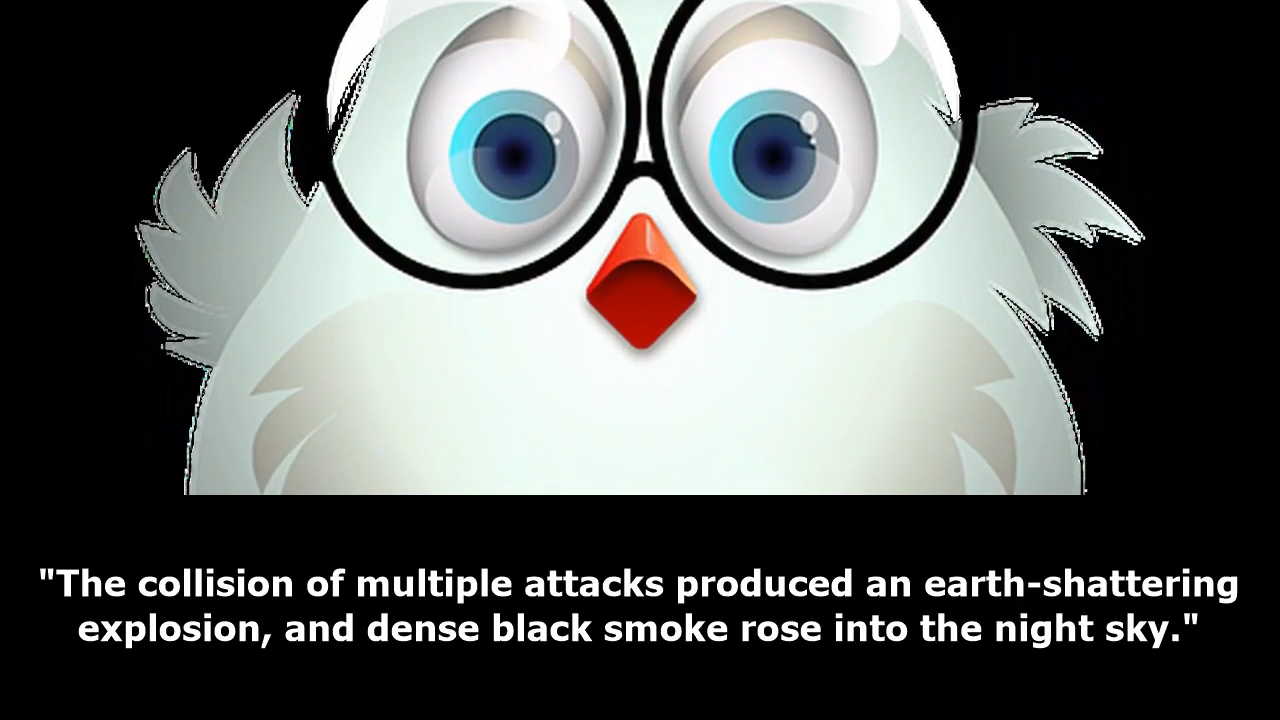 "The collision of multiple attacks produced an earth-shattering
explosion, and dense black smoke rose into the night sky."